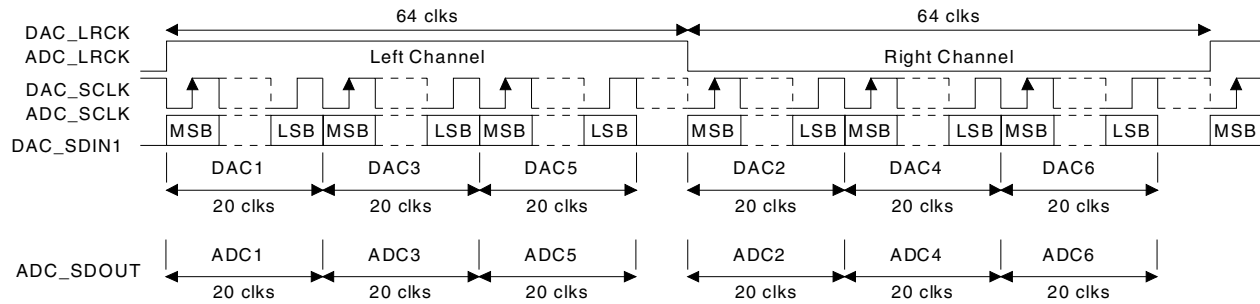 64 clks 64 clks
DAC_LRCK
ADC_LRCK Left Channel Right Channel
DAC_SCLK
ADC_SCLK
MSB LSB MSB LSB MSB LSB MSB LSB MSB LSB MSB LSB MSB
DAC_SDIN1
DAC1 DAC3 DAC5 DAC2 DAC4 DAC6
20 clks 20 clks 20 clks 20 clks 20 clks 20 clks
ADC1 ADC3 ADC5 ADC2 ADC4 ADC6
ADC_SDOUT
20 clks 20 clks 20 clks 20 clks 20 clks 20 clks